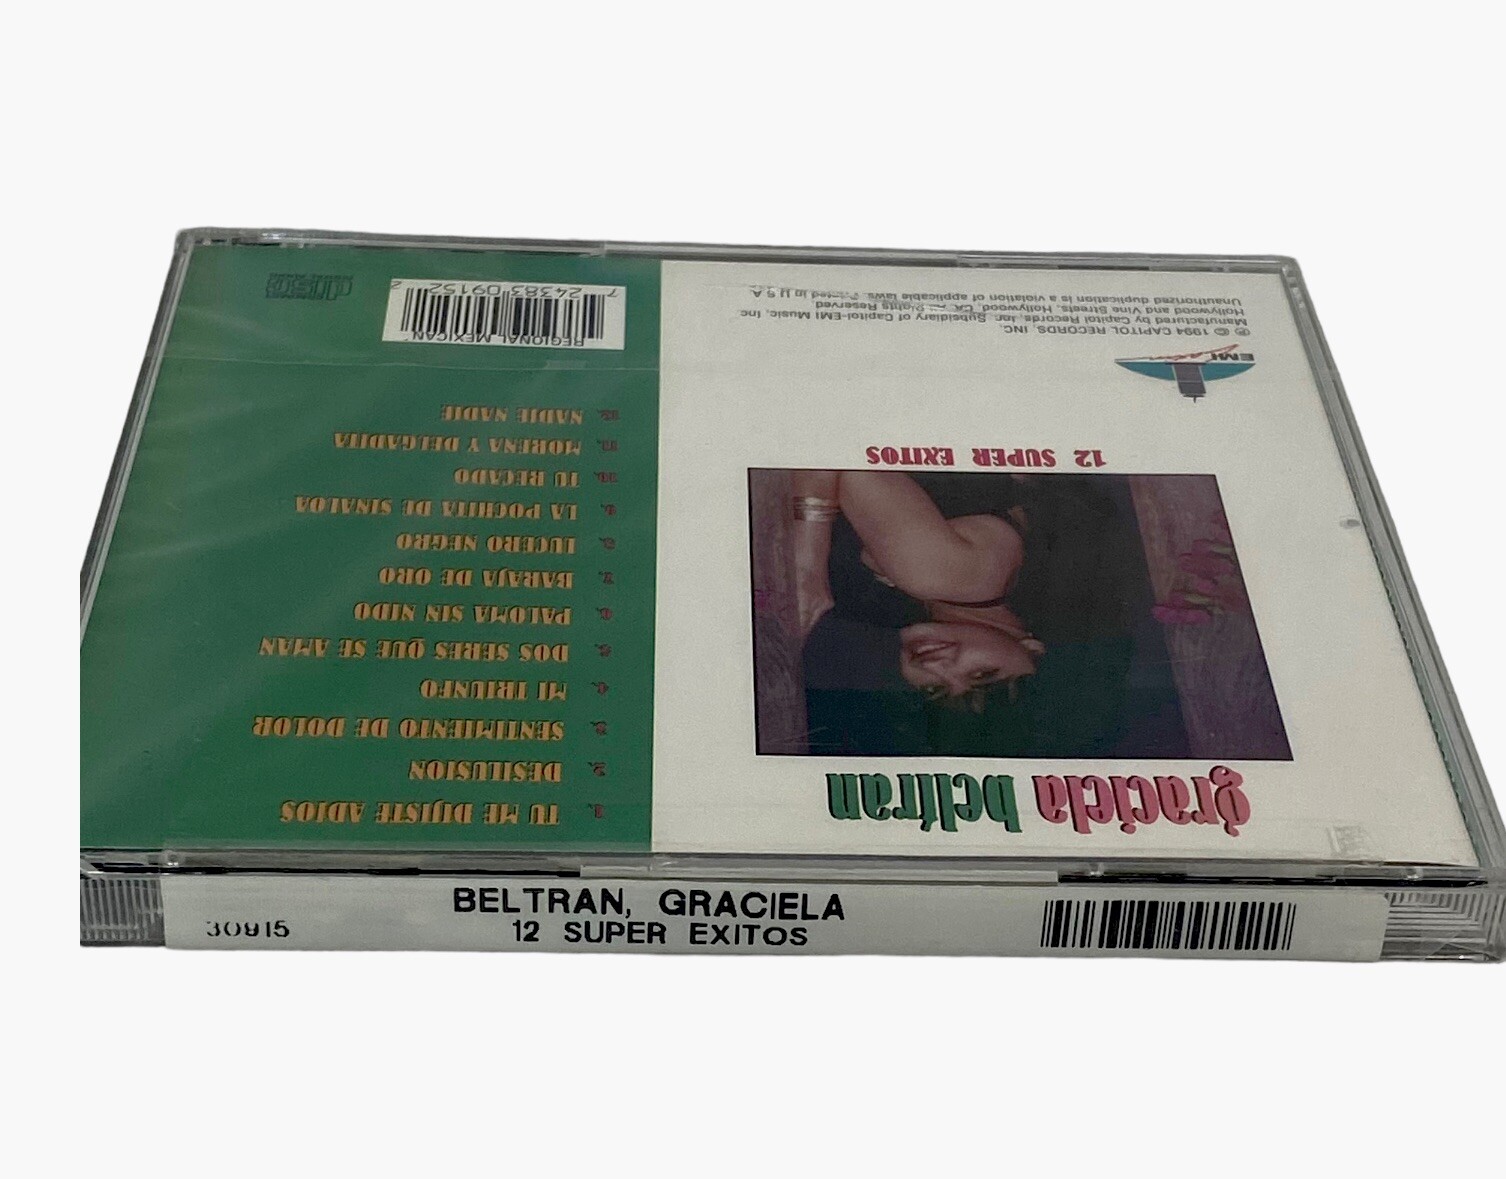 graciela beltran
12 SUPER EXITOS
EMI Latin
℗ © 1994 CAPITOL RECORDS, INC.
Manufactured by Capitol Records, Inc. Subsidiary of Capitol-EMI Music, Inc
Hollywood and Vine Streets, Hollywood, CA. Rights Reserved
Unauthorized duplication is a violation of applicable laws. Printed in U.S.A.
1. TU ME DIJISTE ADIOS
2. DESILUSION
3. SENTIMIENTO DE DOLOR
4. MI TRIUNFO
5. DOS SERES QUE SE AMAN
6. PALOMA SIN NIDO
7. BARAJA DE ORO
8. LUCERO NEGRO
9. LA POCHITA DE SINALOA
10. TU RECADO
11. MORENA Y DELGADITA
12. NADIE NADIE
REGIONAL MEXICAN
7 24383 09152 2
BELTRAN, GRACIELA
12 SUPER EXITOS
30915